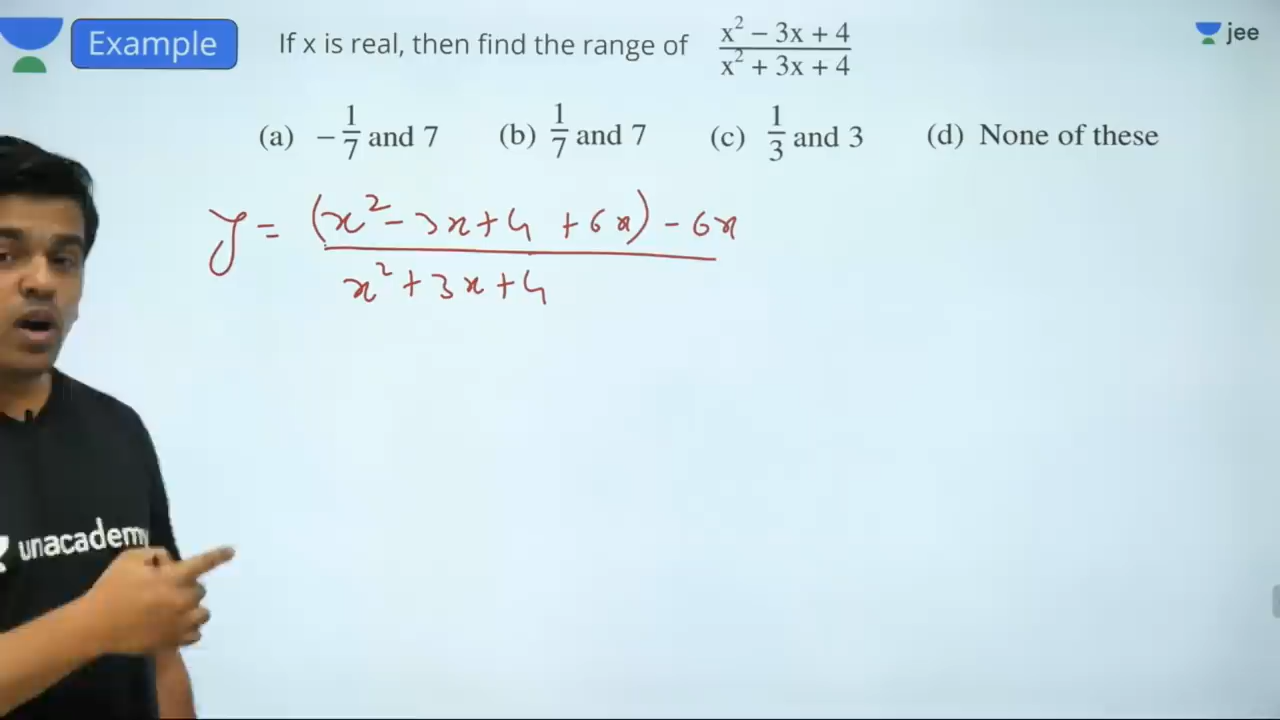 Example
If x is real, then find the range of x² − 3x + 4 / x² + 3x + 4
jee
(a) −1/7 and 7 (b) 1/7 and 7 (c) 1/3 and 3 (d) None of these
y = (x² − 3x + 4 + 6x) − 6x / x² + 3x + 4
unacademy